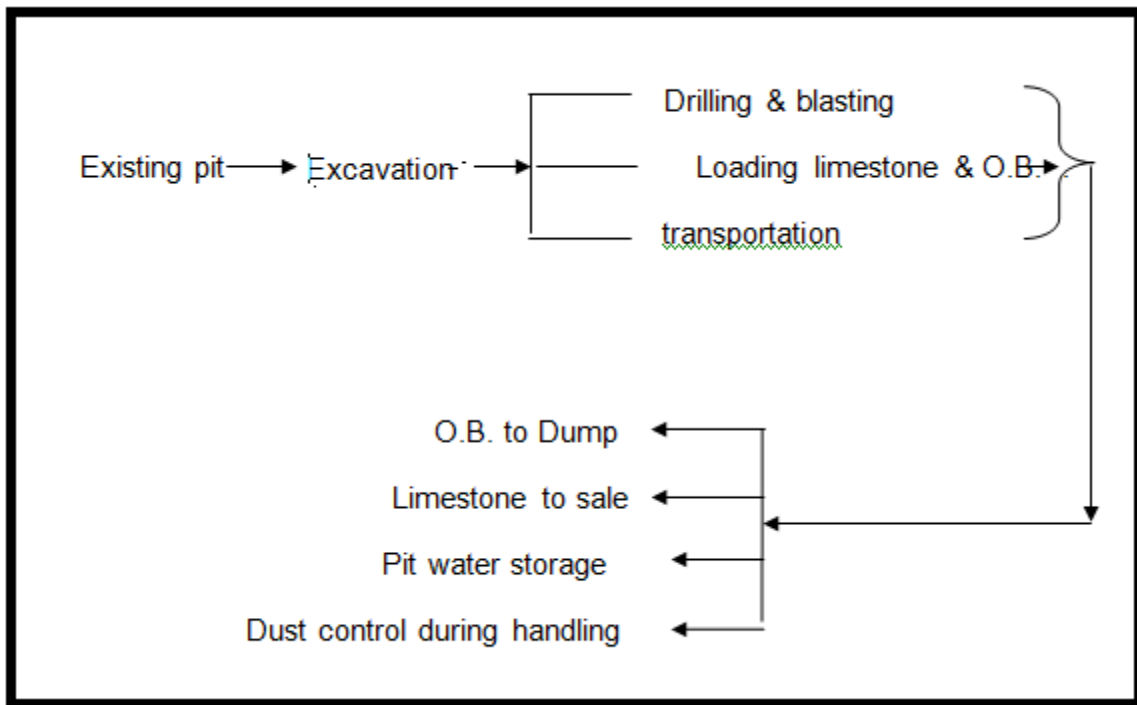 Drilling & blasting
Existing pit Excavation Loading limestone & O.B.
transportation
O.B. to Dump
Limestone to sale
Pit water storage
Dust control during handling